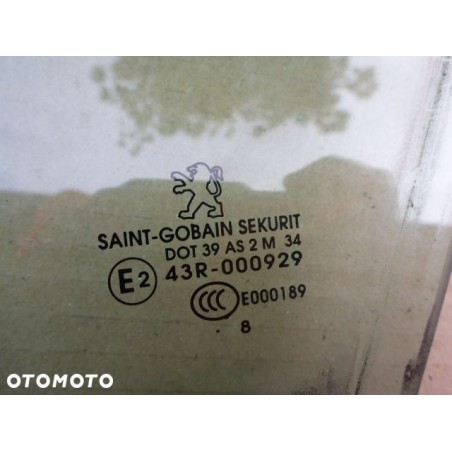 SAINT-GOBAIN SEKURIT
DOT 39 AS 2 M 34
E2 43R-000929
CCC E000189
8
OTOMOTO